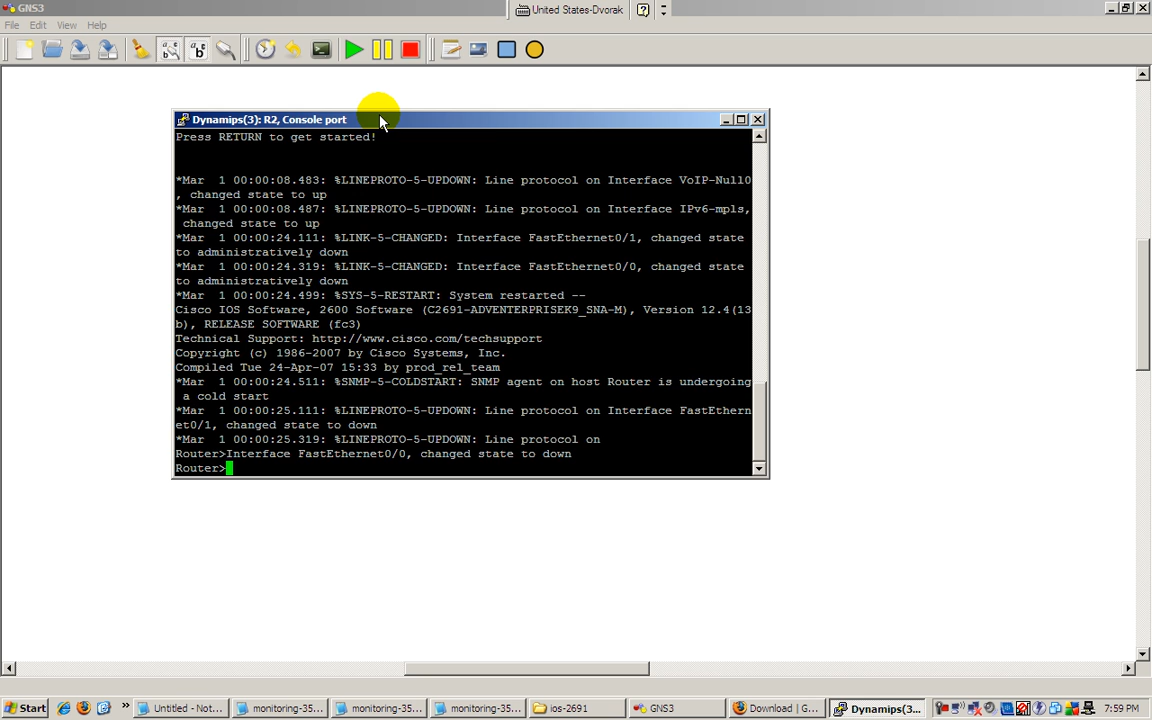 GNS3
United States-Dvorak
File Edit View Help
Dynamips(3): R2, Console port
Press RETURN to get started!
*Mar  1 00:00:08.483: %LINEPROTO-5-UPDOWN: Line protocol on Interface VoIP-Null0
, changed state to up
*Mar  1 00:00:08.487: %LINEPROTO-5-UPDOWN: Line protocol on Interface IPv6-mpls,
changed state to up
*Mar  1 00:00:24.111: %LINK-5-CHANGED: Interface FastEthernet0/1, changed state
to administratively down
*Mar  1 00:00:24.319: %LINK-5-CHANGED: Interface FastEthernet0/0, changed state
to administratively down
*Mar  1 00:00:24.499: %SYS-5-RESTART: System restarted --
Cisco IOS Software, 2600 Software (C2691-ADVENTERPRISEK9_SNA-M), Version 12.4(13
b), RELEASE SOFTWARE (fc3)
Technical Support: http://www.cisco.com/techsupport
Copyright (c) 1986-2007 by Cisco Systems, Inc.
Compiled Tue 24-Apr-07 15:33 by prod_rel_team
*Mar  1 00:00:24.511: %SNMP-5-COLDSTART: SNMP agent on host Router is undergoing
a cold start
*Mar  1 00:00:25.111: %LINEPROTO-5-UPDOWN: Line protocol on Interface FastEthern
et0/1, changed state to down
*Mar  1 00:00:25.319: %LINEPROTO-5-UPDOWN: Line protocol on
Router>Interface FastEthernet0/0, changed state to down
Router>
Start » Untitled - Not... monitoring-35... monitoring-35... monitoring-35... ios-2691 GNS3 Download | G... Dynamips(3... 7:59 PM